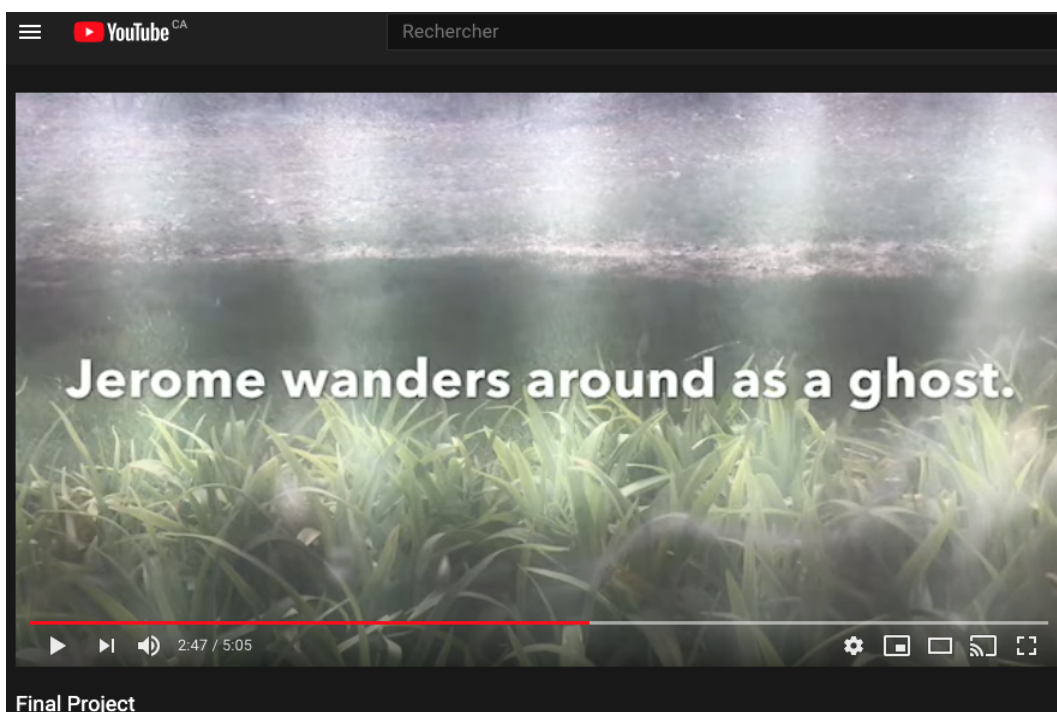 YouTube CA
Rechercher
Jerome wanders around as a ghost.
2:47 / 5:05
Final Project